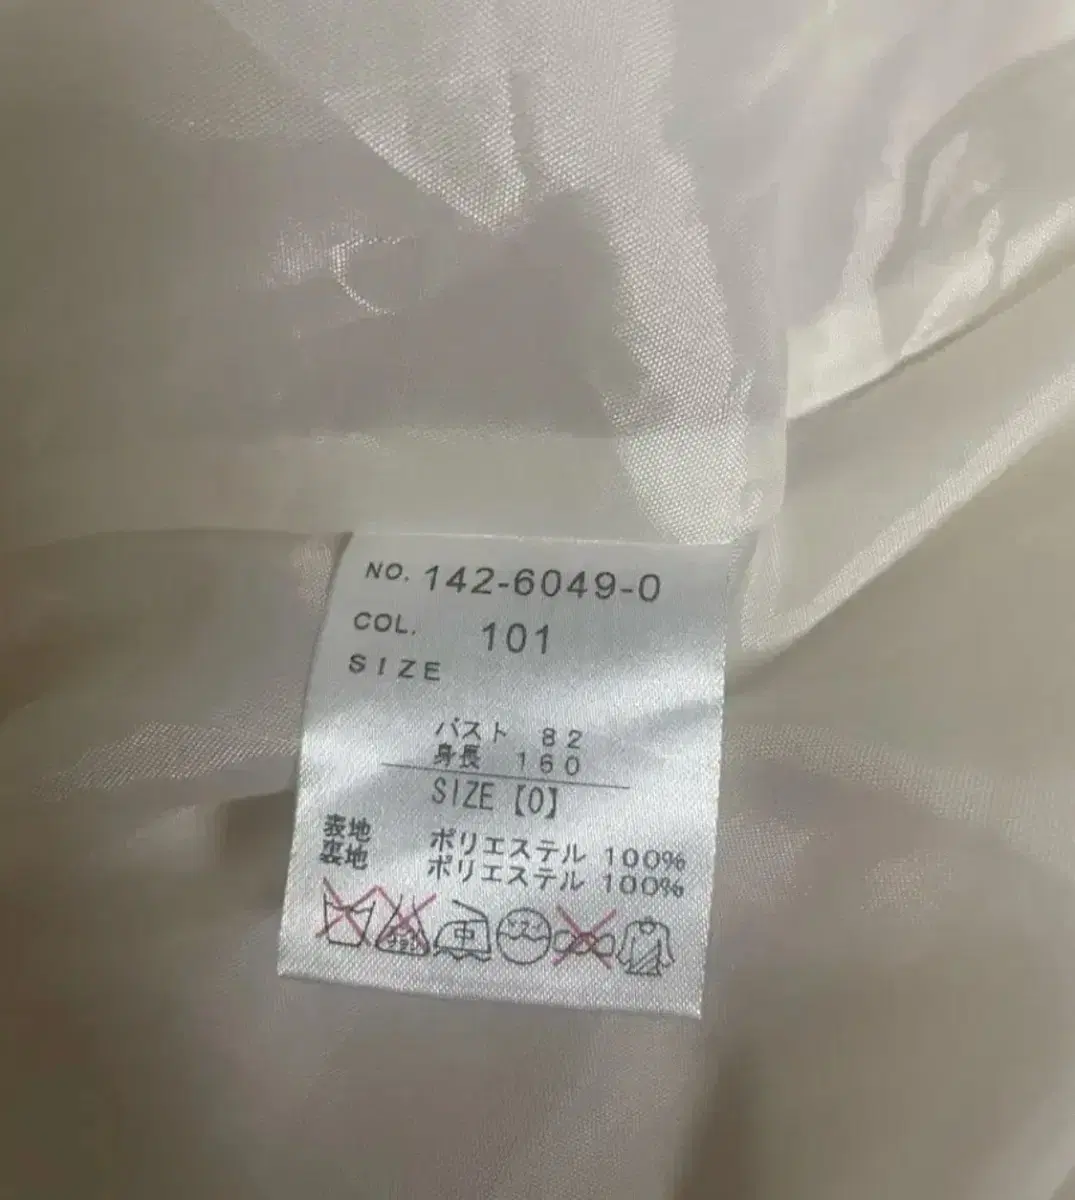 NO. 142-6049-0
COL. 101
SIZE
バスト 82
身長 160
SIZE【0】
表地 ポリエステル 100%
裏地 ポリエステル 100%
中